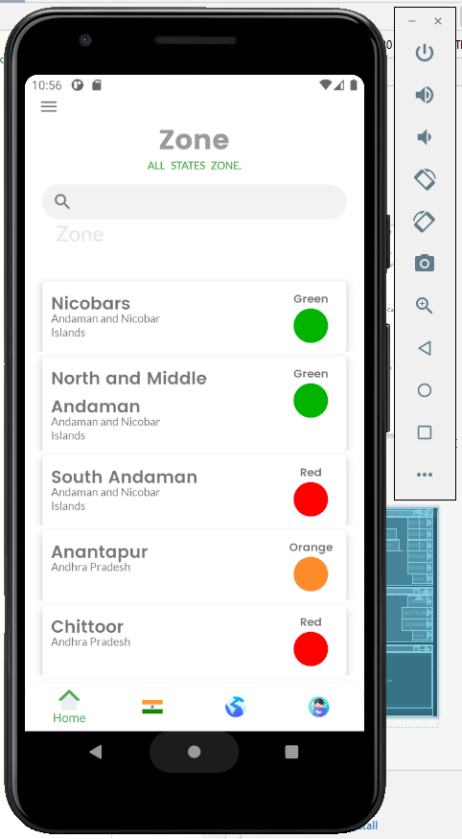 10:56
Zone
ALL STATES ZONE.
Zone
Nicobars
Green
Andaman and Nicobar
Islands
North and Middle
Andaman
Green
Andaman and Nicobar
Islands
South Andaman
Red
Andaman and Nicobar
Islands
Anantapur
Orange
Andhra Pradesh
Chittoor
Red
Andhra Pradesh
Home